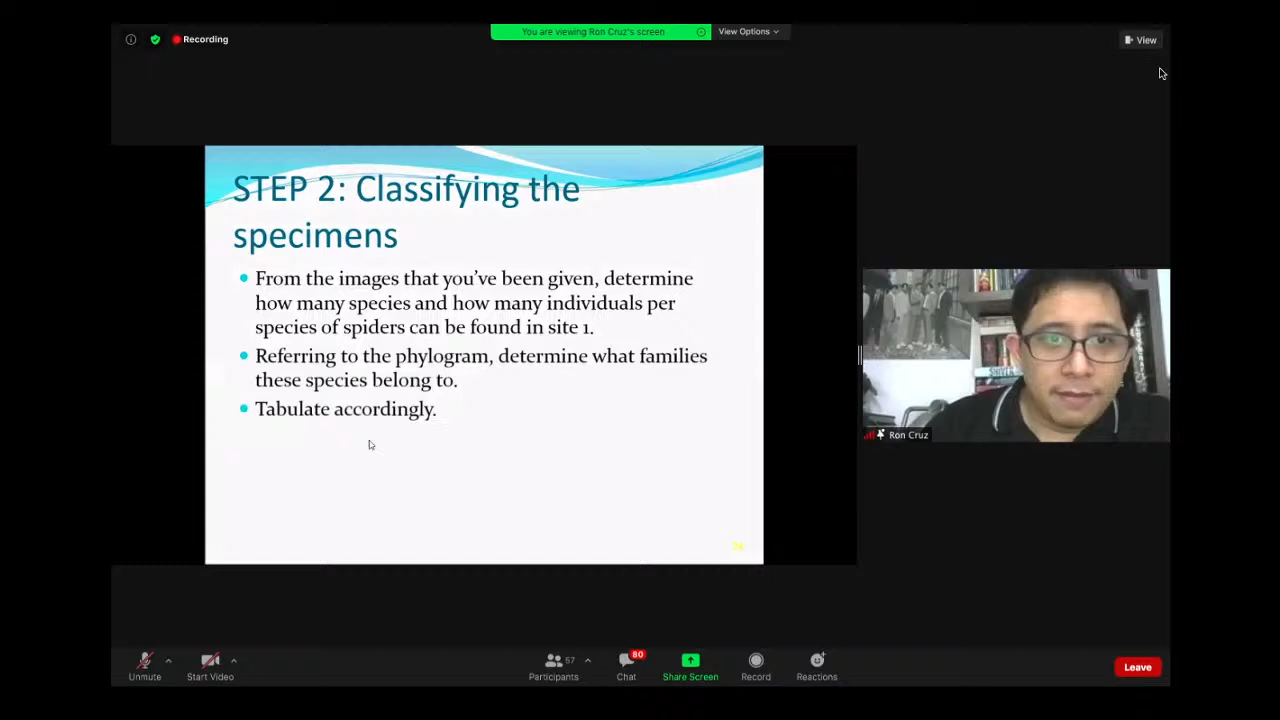 Recording
You are viewing Ron Cruz's screen
View Options
View
STEP 2: Classifying the
specimens
From the images that you've been given, determine
how many species and how many individuals per
species of spiders can be found in site 1.
Referring to the phylogram, determine what families
these species belong to.
Tabulate accordingly.
Ron Cruz
Unmute
Start Video
57
Participants
80
Chat
Share Screen
Record
Reactions
Leave